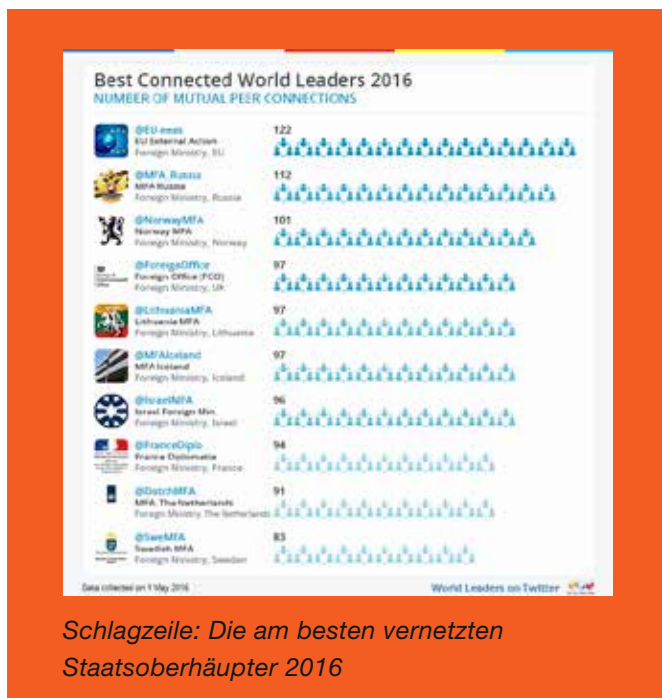 Best Connected World Leaders 2016
NUMBER OF MUTUAL PEER CONNECTIONS
@EU_eeas
122
EU External Action
Foreign Ministry, EU
@MFA_Russia
112
MFA Russia
Foreign Ministry, Russia
@NorwayMFA
101
Norway MFA
Foreign Ministry, Norway
@ForeignOffice
97
Foreign Office (FCO)
Foreign Ministry, UK
@LithuaniaMFA
97
Lithuania MFA
Foreign Ministry, Lithuania
@MFAIceland
97
MFA Iceland
Foreign Ministry, Iceland
@IsraelMFA
96
Israel Foreign Min.
Foreign Ministry, Israel
@FranceDiplo
94
France Diplomatie
Foreign Ministry, France
@DutchMFA
91
MFA The Netherlands
Foreign Ministry, The Netherlands
@SweMFA
83
Swedish MFA
Foreign Ministry, Sweden
Data collected on 1 May 2016
World Leaders on Twitter
Schlagzeile: Die am besten vernetzten
Staatsoberhäupter 2016